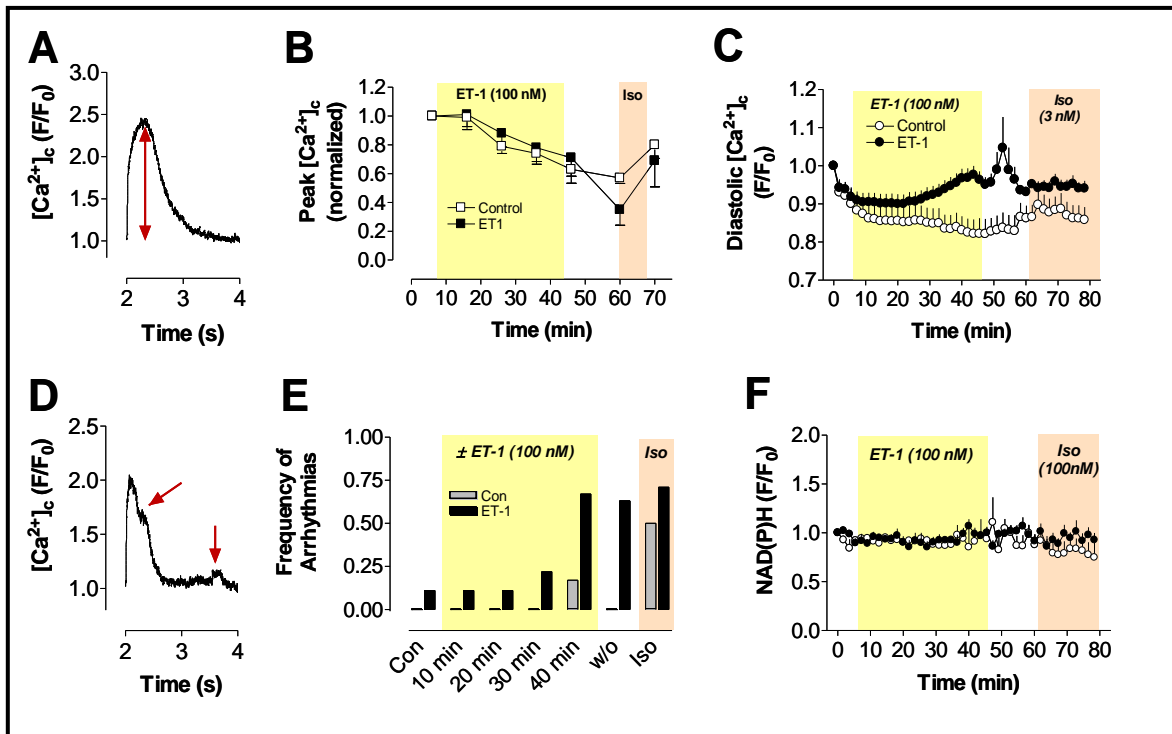 A
[Ca2+]c (F/F0)
3.0
2.5
2.0
1.5
1.0
2 3 4
Time (s)
B
Peak [Ca2+]c
(normalized)
1.2
1.0
0.8
0.6
0.4
0.2
0.0
ET-1 (100 nM)
Iso
Control
ET1
0 10 20 30 40 50 60 70
Time (min)
C
Diastolic [Ca2+]c
(F/F0)
1.2
1.1
1.0
0.9
0.8
0.7
ET-1 (100 nM)
Control
ET-1
Iso
(3 nM)
0 10 20 30 40 50 60 70 80
Time (min)
D
[Ca2+]c (F/F0)
2.5
2.0
1.5
1.0
2 3 4
Time (s)
E
Frequency of
Arrhythmias
1.00
0.75
0.50
0.25
0.00
± ET-1 (100 nM)
Iso
Con
ET-1
Con
10 min
20 min
30 min
40 min
w/o
Iso
F
NAD(P)H (F/F0)
2.0
1.5
1.0
0.5
0.0
ET-1 (100 nM)
Iso
(100nM)
0 10 20 30 40 50 60 70 80
Time (min)